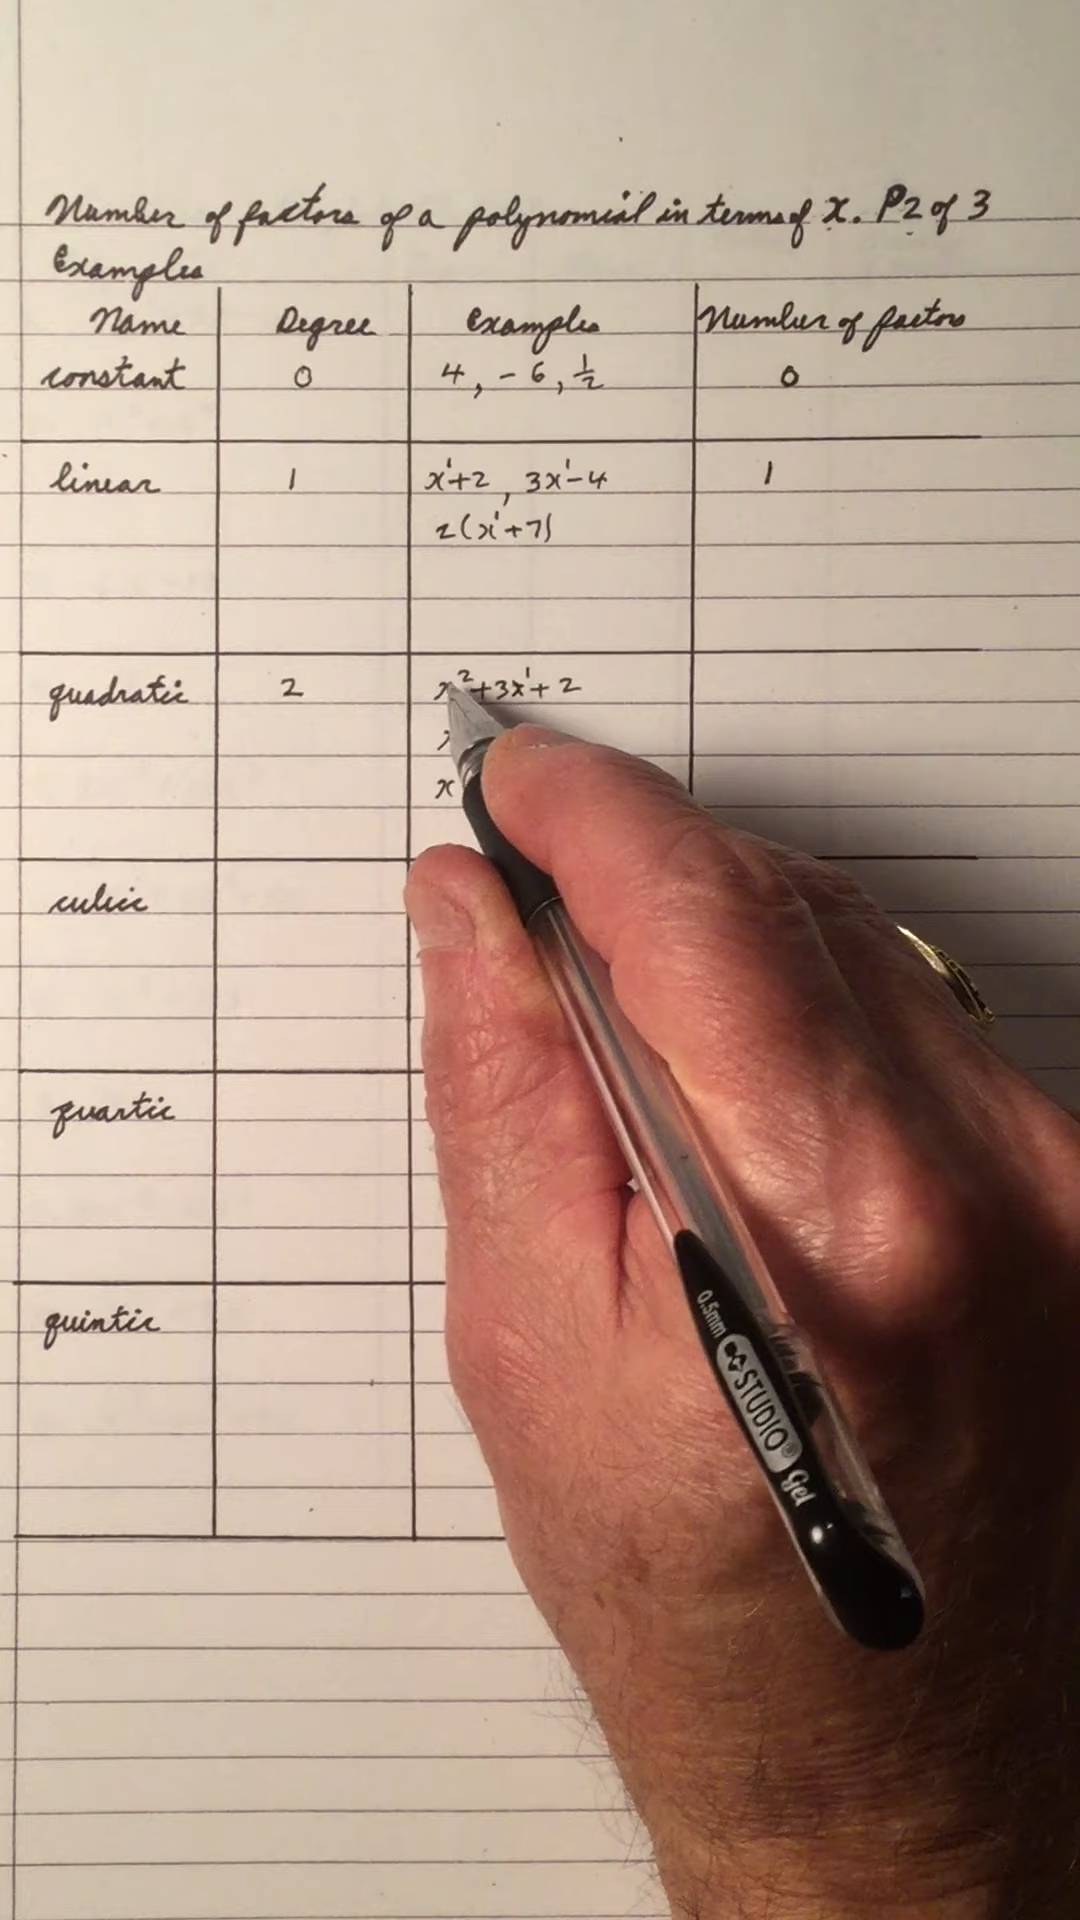 Number of factors of a polynomial in terms of x. P2 of 3
Examples
Name Degree Examples Number of factors
constant 0 4, -6, 1/2 0
linear 1 x¹+2, 3x¹-4 1
2(x¹+7)
quadratic 2 x²+3x¹+2
x
x
cubic
quartic
quintic
0.5mm
STUDIO® Gel